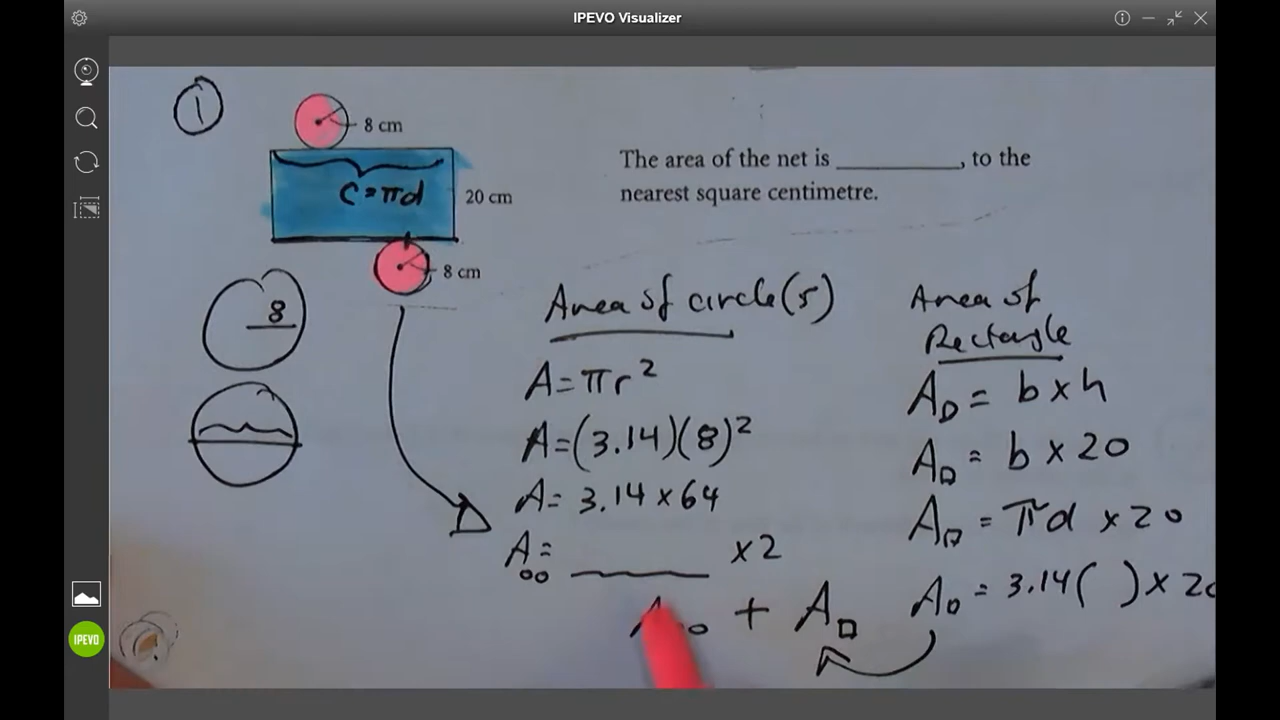 IPEVO Visualizer
1
8 cm
C=πd
20 cm
8 cm
The area of the net is __________, to the
nearest square centimetre.
8
Area of circle(s)
A=πr²
A=(3.14)(8)²
A= 3.14 x 64
A= ______ x2
+ A□
Area of
Rectangle
A□ = b x h
A□ = b x 20
A□ = πd x 20
A□ = 3.14( ) x 20
IPEVO